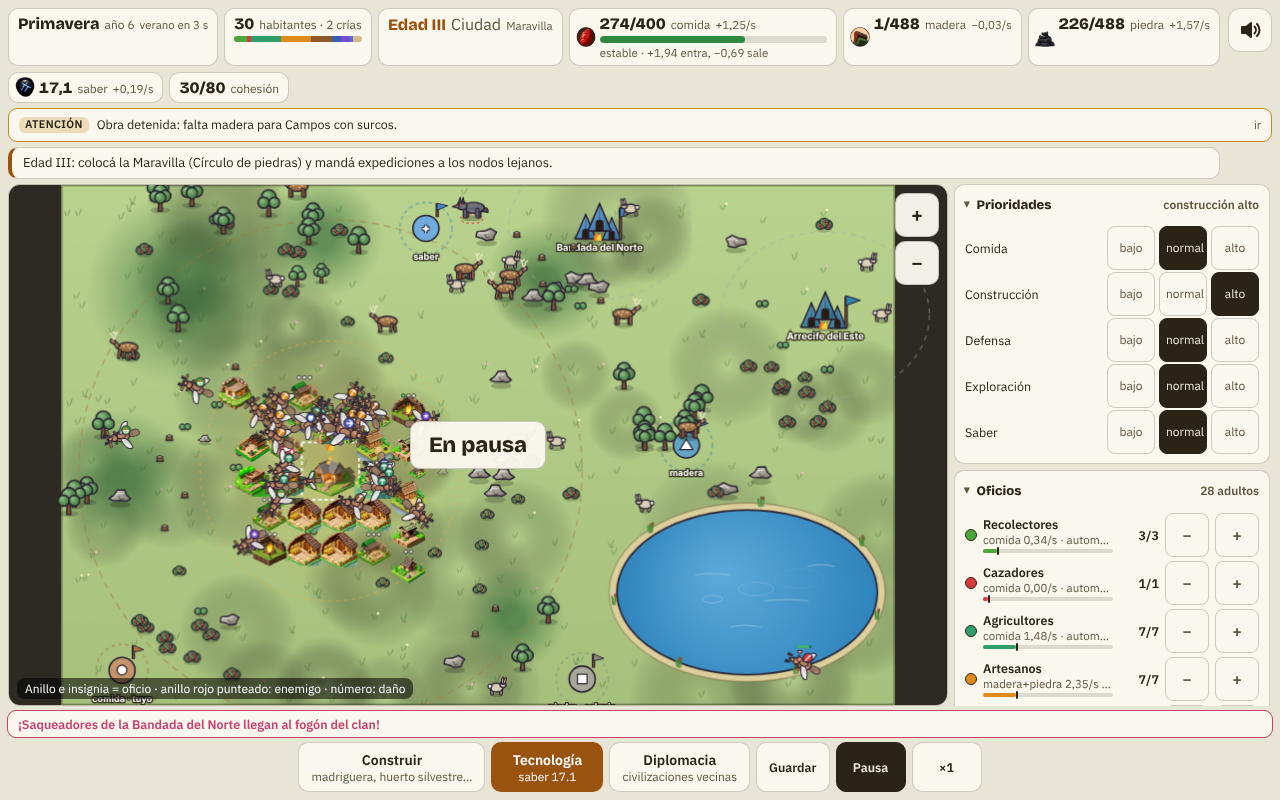 Primavera año 6 verano en 3 s
30 habitantes · 2 crías
Edad III Ciudad Maravilla
274/400 comida +1,25/s
estable · +1,94 entra, −0,69 sale
1/488 madera −0,03/s
226/488 piedra +1,57/s
17,1 saber +0,19/s
30/80 cohesión
ATENCIÓN Obra detenida: falta madera para Campos con surcos. ir
Edad III: colocá la Maravilla (Círculo de piedras) y mandá expediciones a los nodos lejanos.
saber
Bandada del Norte
Arrecife del Este
+
−
En pausa
madera
Anillo e insignia = oficio · anillo rojo punteado: enemigo · número: daño
Prioridades construcción alto
Comida bajo normal alto
Construcción bajo normal alto
Defensa bajo normal alto
Exploración bajo normal alto
Saber bajo normal alto
Oficios 28 adultos
Recolectores
comida 0,34/s · autom...
3/3 − +
Cazadores
comida 0,00/s · autom...
1/1 − +
Agricultores
comida 1,48/s · autom...
7/7 − +
Artesanos
madera+piedra 2,35/s ...
7/7 − +
¡Saqueadores de la Bandada del Norte llegan al fogón del clan!
Construir
madriguera, huerto silvestre...
Tecnología
saber 17.1
Diplomacia
civilizaciones vecinas
Guardar
Pausa
×1